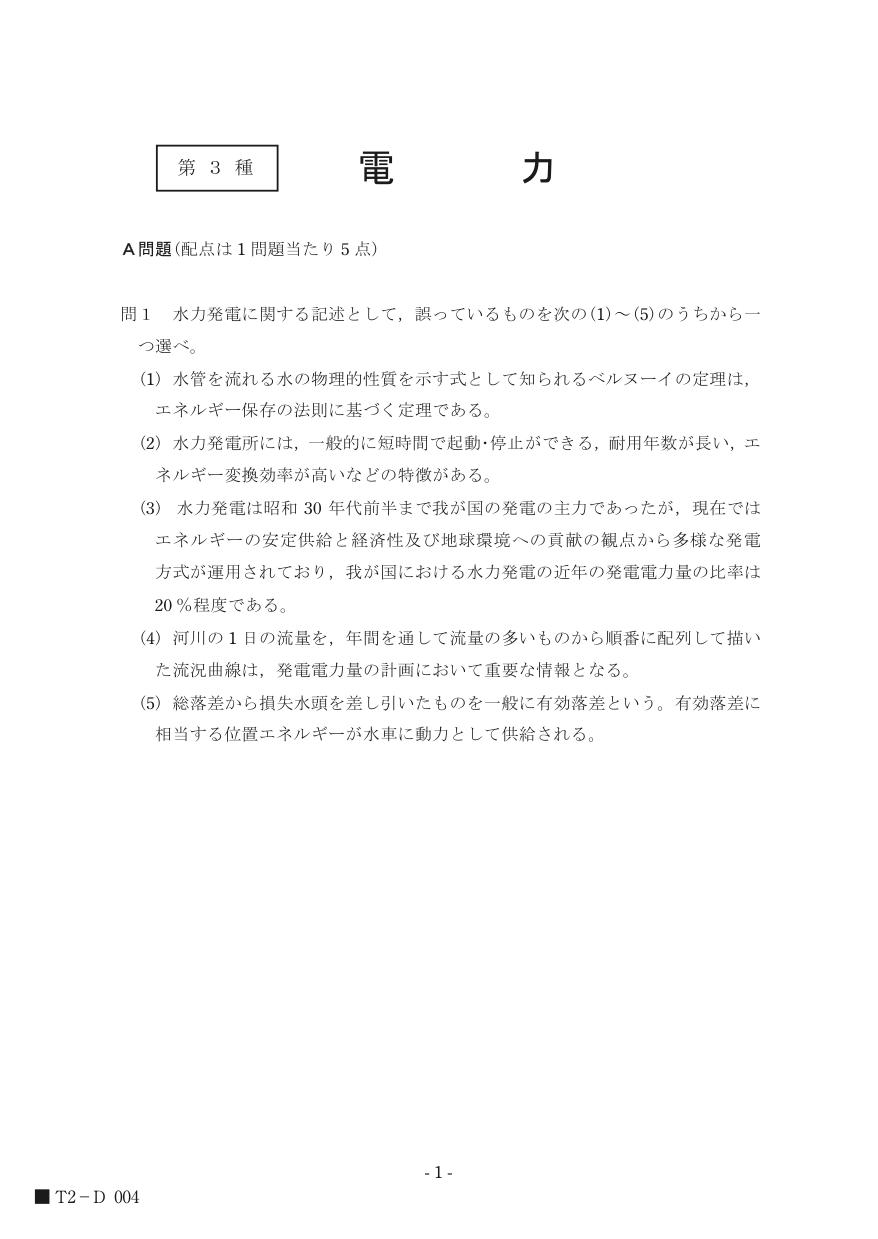 第 3 種
電 力
A問題(配点は1問題当たり5点)
問1 水力発電に関する記述として，誤っているものを次の(1)～(5)のうちから一
つ選べ。
(1) 水管を流れる水の物理的性質を示す式として知られるベルヌーイの定理は，
エネルギー保存の法則に基づく定理である。
(2) 水力発電所には，一般的に短時間で起動･停止ができる，耐用年数が長い，エ
ネルギー変換効率が高いなどの特徴がある。
(3) 水力発電は昭和 30 年代前半まで我が国の発電の主力であったが，現在では
エネルギーの安定供給と経済性及び地球環境への貢献の観点から多様な発電
方式が運用されており，我が国における水力発電の近年の発電電力量の比率は
20 %程度である。
(4) 河川の1日の流量を，年間を通して流量の多いものから順番に配列して描い
た流況曲線は，発電電力量の計画において重要な情報となる。
(5) 総落差から損失水頭を差し引いたものを一般に有効落差という。有効落差に
相当する位置エネルギーが水車に動力として供給される。
- 1 -
■ T2－D 004